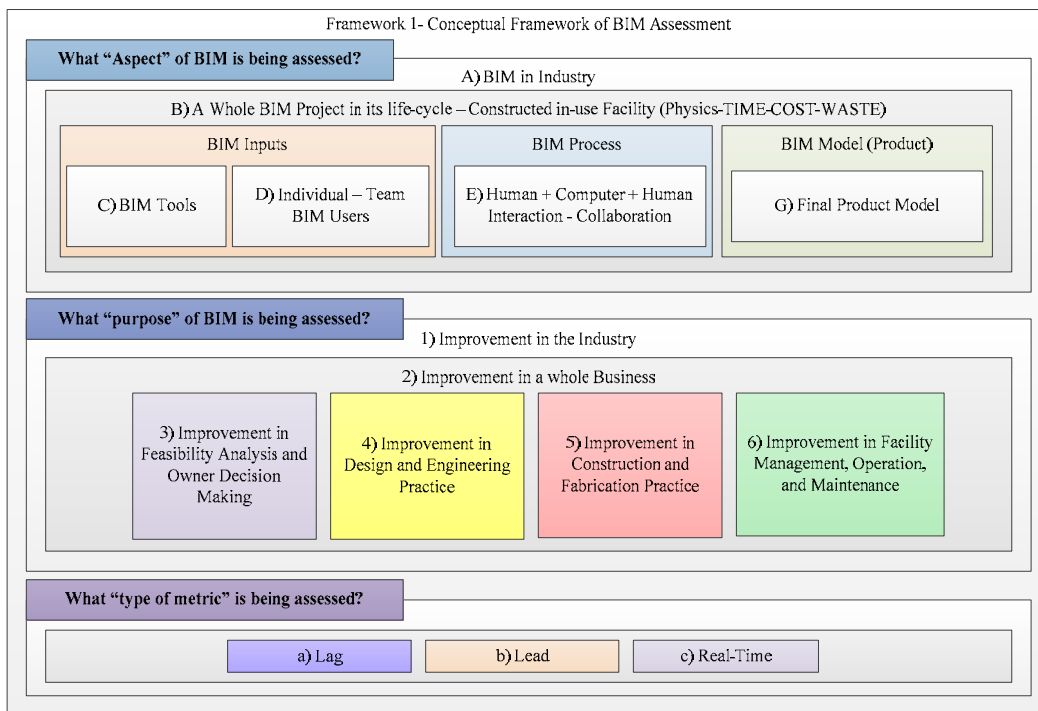 Framework 1- Conceptual Framework of BIM Assessment
What “Aspect” of BIM is being assessed?
A) BIM in Industry
B) A Whole BIM Project in its life-cycle – Constructed in-use Facility (Physics-TIME-COST-WASTE)
BIM Inputs
C) BIM Tools
D) Individual – Team
BIM Users
BIM Process
E) Human + Computer + Human
Interaction - Collaboration
BIM Model (Product)
G) Final Product Model
What “purpose” of BIM is being assessed?
1) Improvement in the Industry
2) Improvement in a whole Business
3) Improvement in
Feasibility Analysis and
Owner Decision
Making
4) Improvement in
Design and Engineering
Practice
5) Improvement in
Construction and
Fabrication Practice
6) Improvement in Facility
Management, Operation,
and Maintenance
What “type of metric” is being assessed?
a) Lag
b) Lead
c) Real-Time